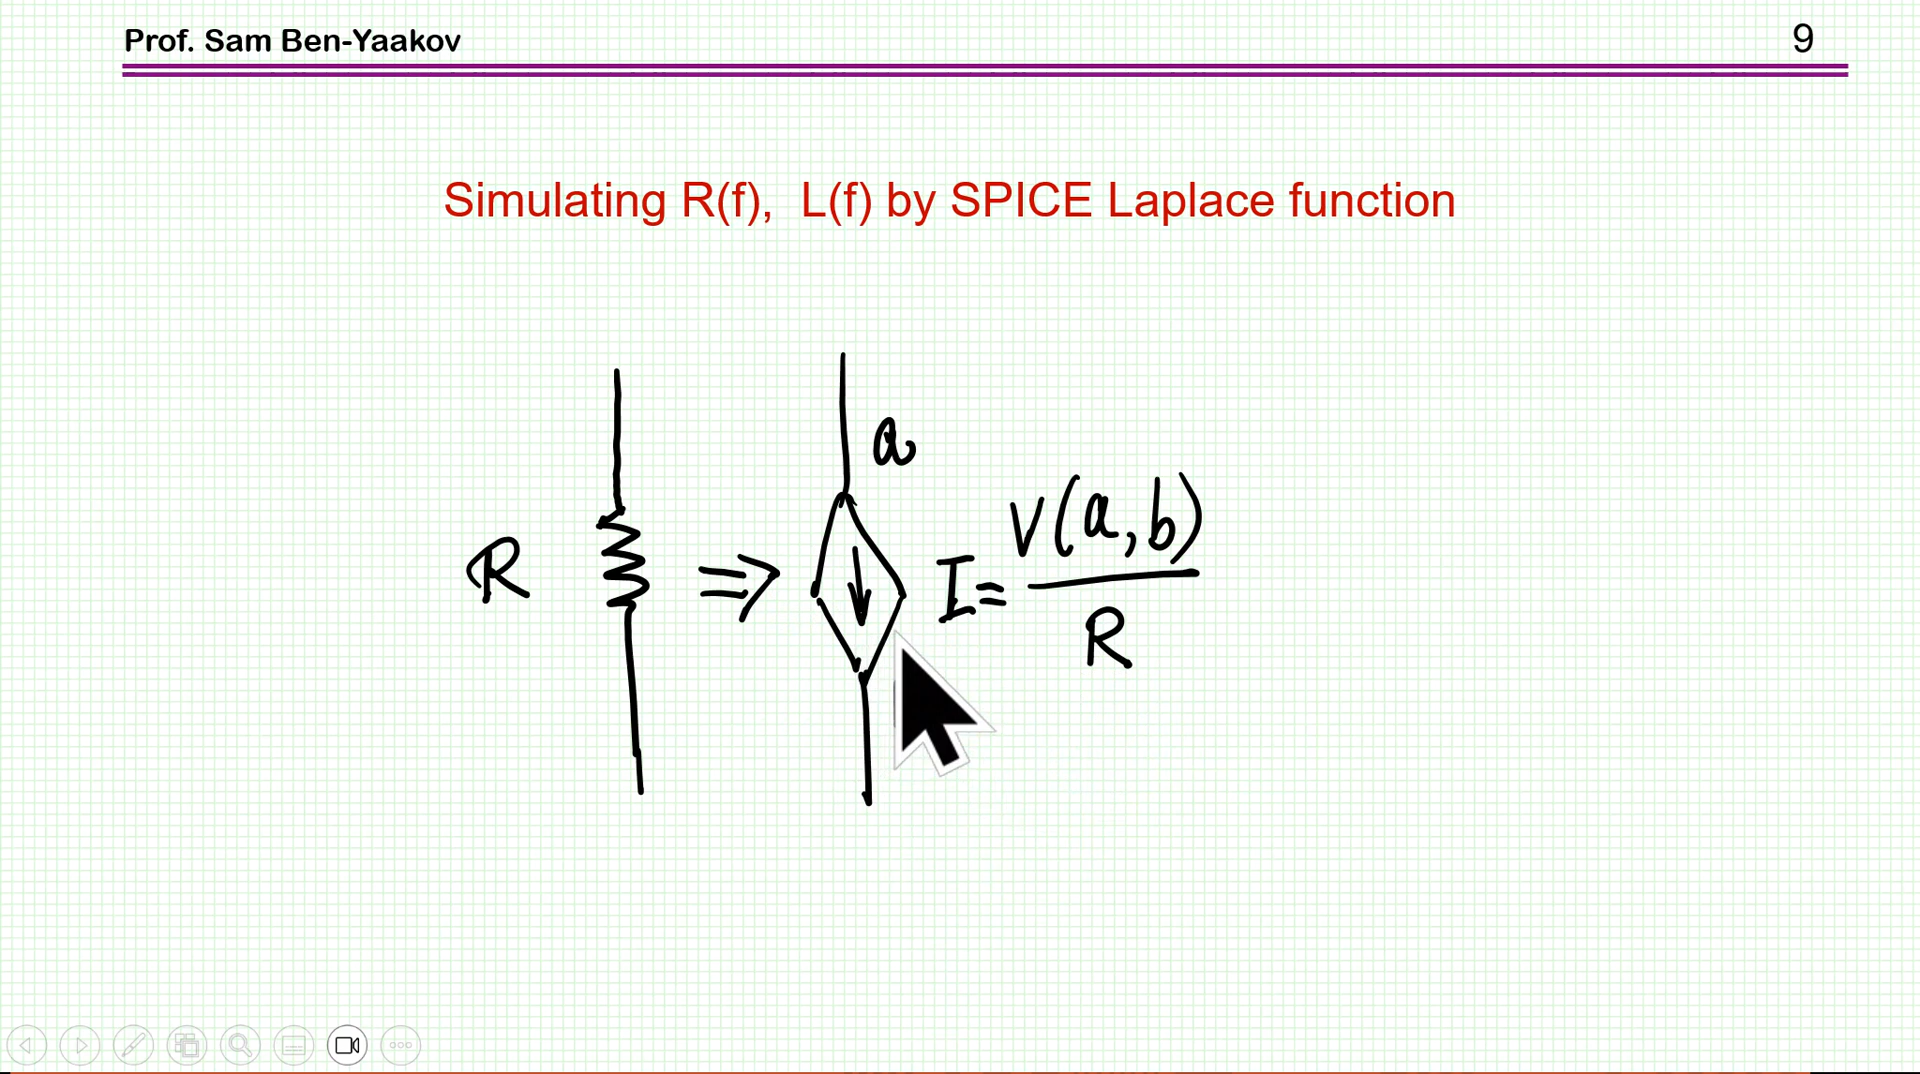 Prof. Sam Ben-Yaakov 9
Simulating R(f), L(f) by SPICE Laplace function
a
R ⇒ I = V(a,b) / R